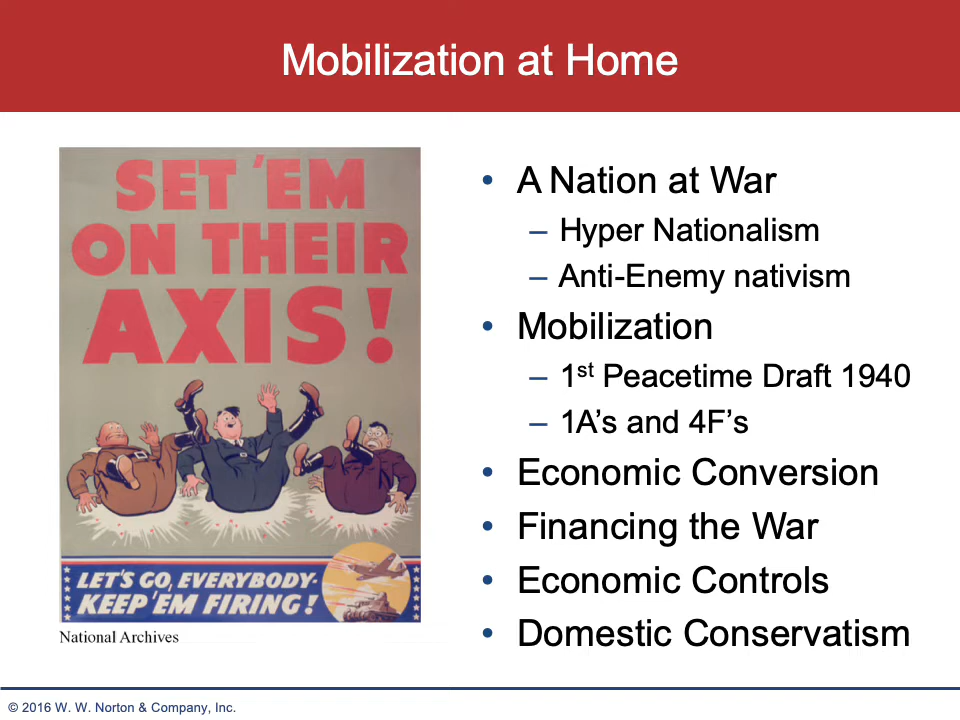 Mobilization at Home
SET 'EM
ON THEIR
AXIS!
LET'S GO, EVERYBODY-
KEEP 'EM FIRING!
National Archives
• A Nation at War
– Hyper Nationalism
– Anti-Enemy nativism
• Mobilization
– 1st Peacetime Draft 1940
– 1A's and 4F's
• Economic Conversion
• Financing the War
• Economic Controls
• Domestic Conservatism
© 2016 W. W. Norton & Company, Inc.